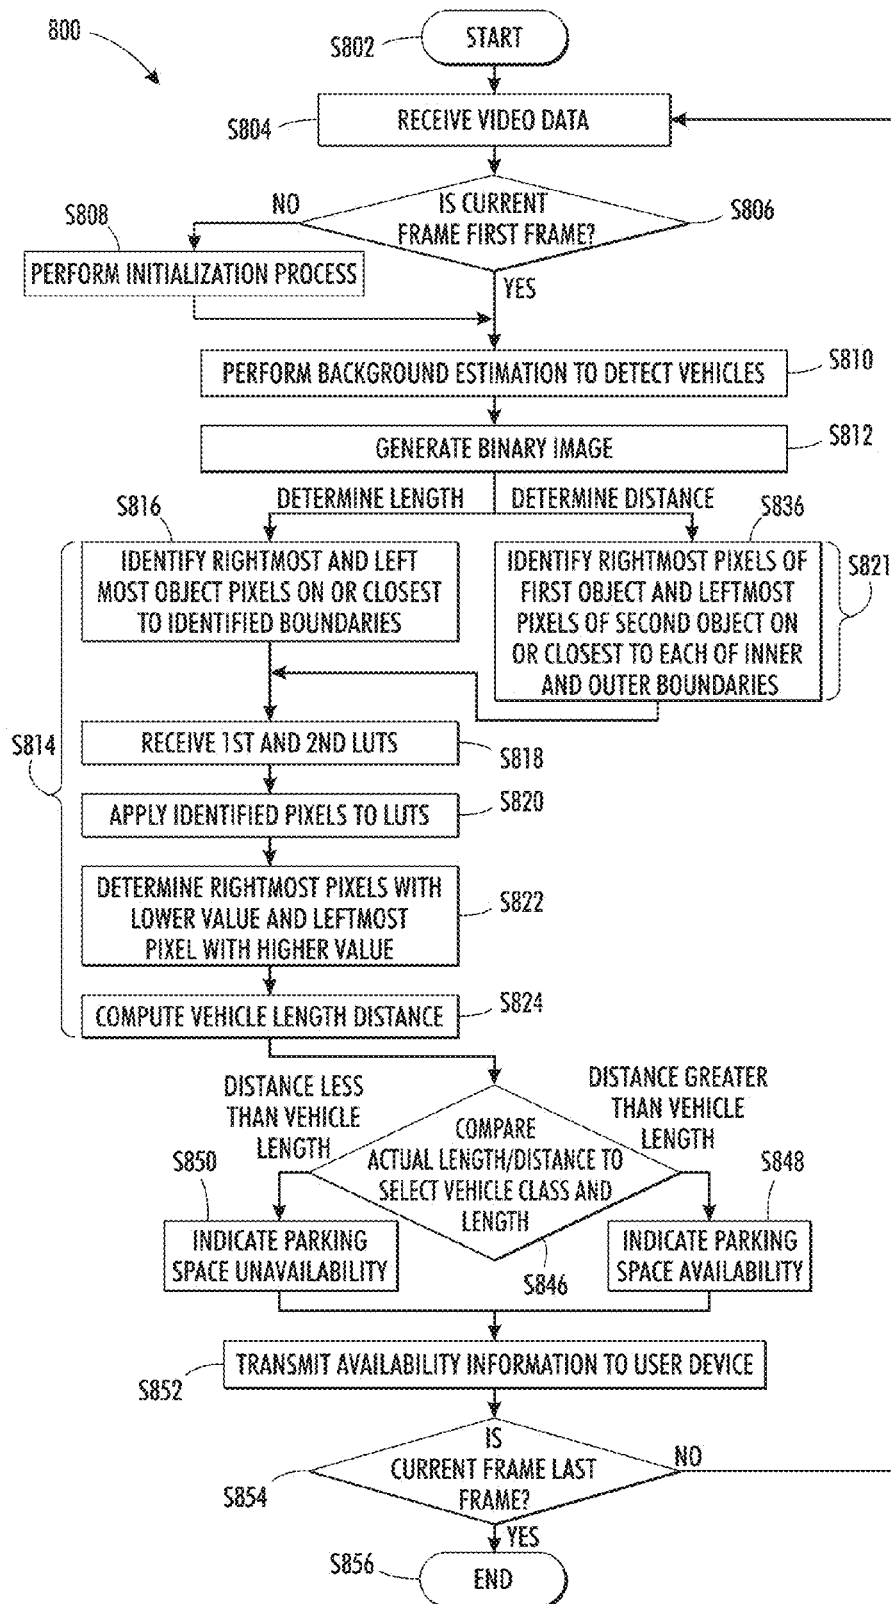 800
S802
START
S804
RECEIVE VIDEO DATA
S806
IS CURRENT
FRAME FIRST FRAME?
NO
S808
PERFORM INITIALIZATION PROCESS
YES
PERFORM BACKGROUND ESTIMATION TO DETECT VEHICLES
S810
GENERATE BINARY IMAGE
S812
DETERMINE LENGTH
DETERMINE DISTANCE
S816
IDENTIFY RIGHTMOST AND LEFT
MOST OBJECT PIXELS ON OR CLOSEST
TO IDENTIFIED BOUNDARIES
S836
IDENTIFY RIGHTMOST PIXELS OF
FIRST OBJECT AND LEFTMOST
PIXELS OF SECOND OBJECT ON
OR CLOSEST TO EACH OF INNER
AND OUTER BOUNDARIES
S821
S814
RECEIVE 1ST AND 2ND LUTS
S818
APPLY IDENTIFIED PIXELS TO LUTS
S820
DETERMINE RIGHTMOST PIXELS WITH
LOWER VALUE AND LEFTMOST
PIXEL WITH HIGHER VALUE
S822
COMPUTE VEHICLE LENGTH DISTANCE
S824
DISTANCE LESS
THAN VEHICLE
LENGTH
DISTANCE GREATER
THAN VEHICLE
LENGTH
COMPARE
ACTUAL LENGTH/DISTANCE TO
SELECT VEHICLE CLASS AND
LENGTH
S846
S850
INDICATE PARKING
SPACE UNAVAILABILITY
S848
INDICATE PARKING
SPACE AVAILABILITY
TRANSMIT AVAILABILITY INFORMATION TO USER DEVICE
S852
IS
CURRENT FRAME LAST
FRAME?
S854
NO
YES
S856
END